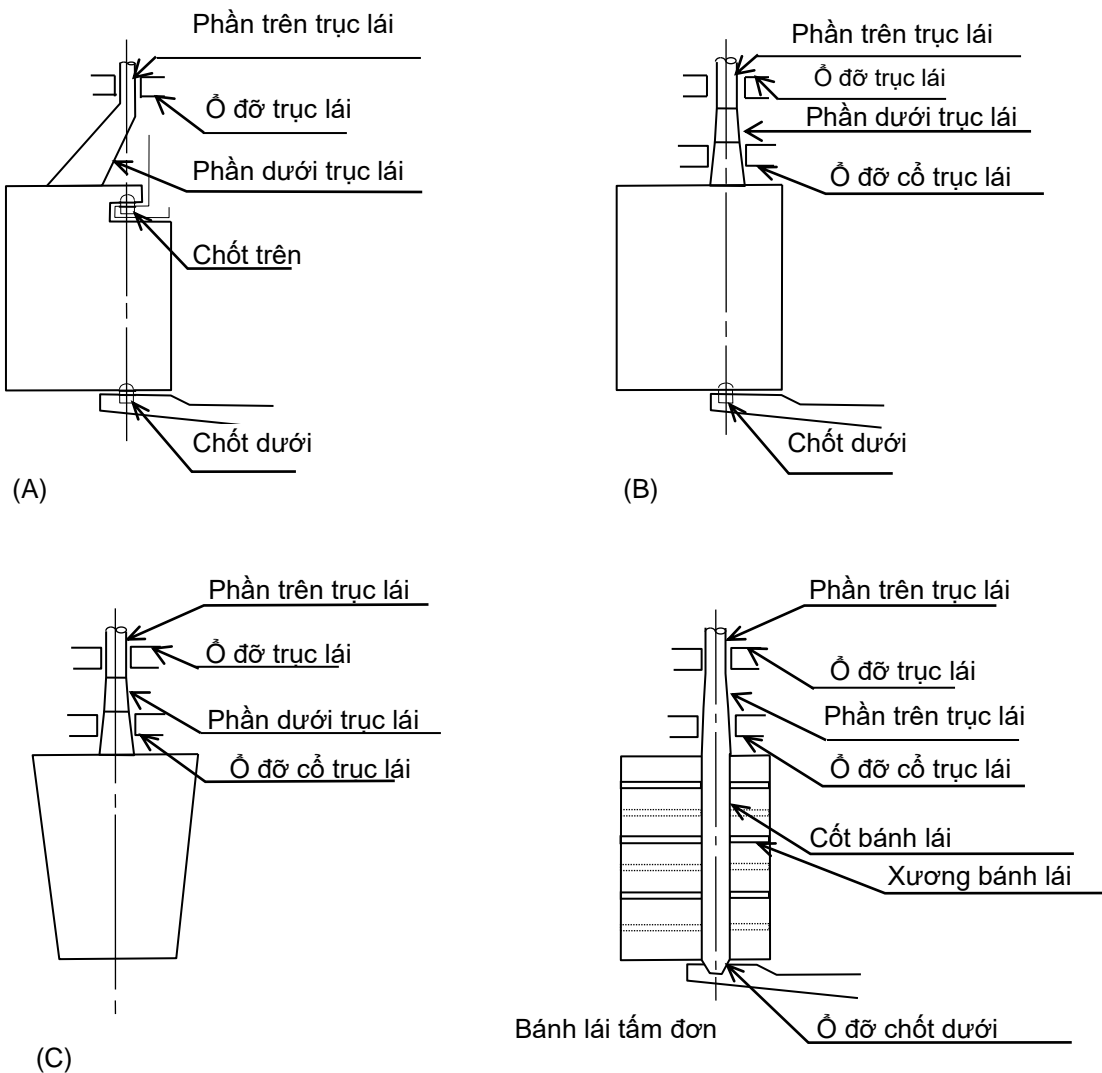 Phần trên trục lái
Ổ đỡ trục lái
Phần dưới trục lái
Chốt trên
Chốt dưới
(A)
Phần trên trục lái
Ổ đỡ trục lái
Phần dưới trục lái
Ổ đỡ cổ trục lái
Chốt dưới
(B)
Phần trên trục lái
Ổ đỡ trục lái
Phần dưới trục lái
Ổ đỡ cổ trục lái
(C)
Phần trên trục lái
Ổ đỡ trục lái
Phần trên trục lái
Ổ đỡ cổ trục lái
Cốt bánh lái
Xương bánh lái
Bánh lái tấm đơn
Ổ đỡ chốt dưới